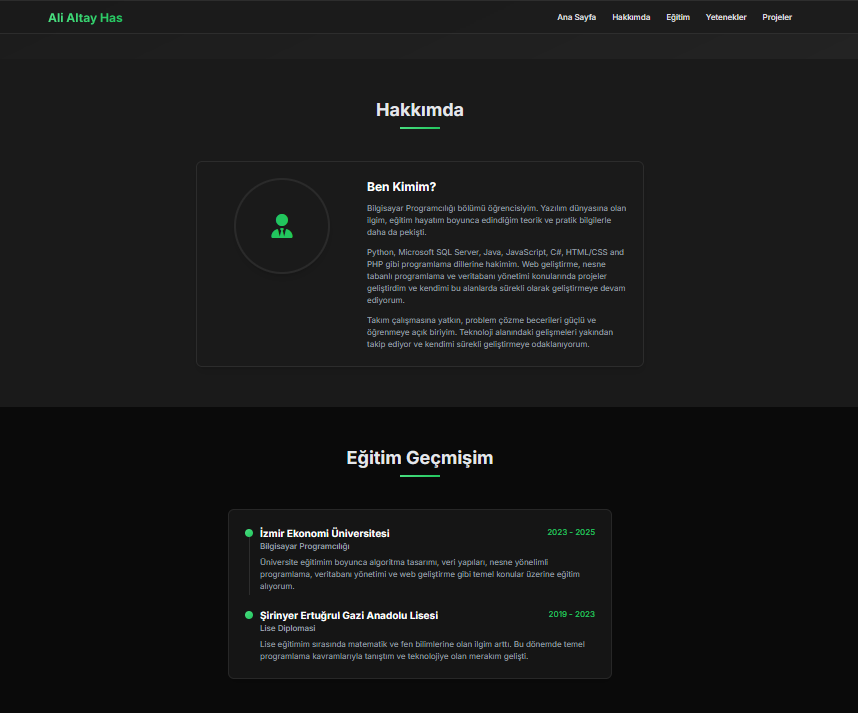 Ali Altay Has
Ana Sayfa Hakkımda Eğitim Yetenekler Projeler
Hakkımda
Ben Kimim?
Bilgisayar Programcılığı bölümü öğrencisiyim. Yazılım dünyasına olan
ilgim, eğitim hayatım boyunca edindiğim teorik ve pratik bilgilerle
daha da pekişti.
Python, Microsoft SQL Server, Java, JavaScript, C#, HTML/CSS and
PHP gibi programlama dillerine hakimim. Web geliştirme, nesne
tabanlı programlama ve veritabanı yönetimi konularında projeler
geliştirdim ve kendimi bu alanlarda sürekli olarak geliştirmeye devam
ediyorum.
Takım çalışmasına yatkın, problem çözme becerileri güçlü ve
öğrenmeye açık biriyim. Teknoloji alanındaki gelişmeleri yakından
takip ediyor ve kendimi sürekli geliştirmeye odaklanıyorum.
Eğitim Geçmişim
İzmir Ekonomi Üniversitesi 2023 - 2025
Bilgisayar Programcılığı
Üniversite eğitimim boyunca algoritma tasarımı, veri yapıları, nesne yönelimli
programlama, veritabanı yönetimi ve web geliştirme gibi temel konular üzerine eğitim
alıyorum.
Şirinyer Ertuğrul Gazi Anadolu Lisesi 2019 - 2023
Lise Diplomasi
Lise eğitimim sırasında matematik ve fen bilimlerine olan ilgim arttı. Bu dönemde temel
programlama kavramlarıyla tanıştım ve teknolojiye olan merakım gelişti.